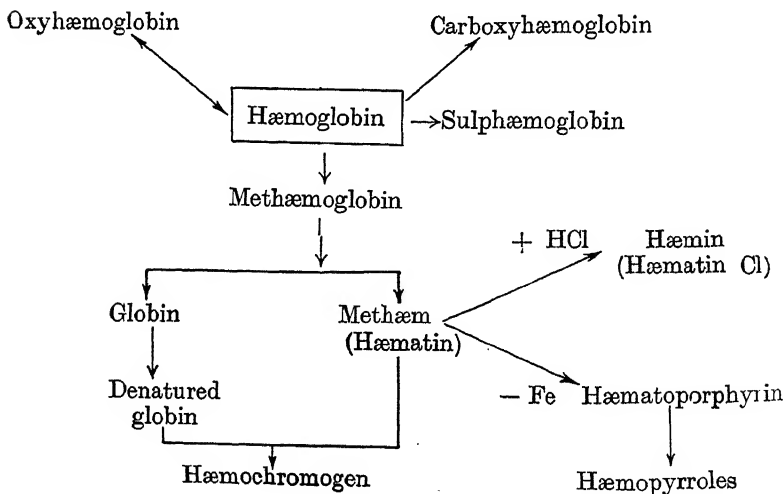 Oxyhæmoglobin
Carboxyhæmoglobin
Hæmoglobin
Sulphæmoglobin
Methæmoglobin
+ HCl
Hæmin
(Hæmatin Cl)
Globin
Methæm
(Hæmatin)
Denatured
globin
− Fe
Hæmatoporphyrin
Hæmochromogen
Hæmopyrroles